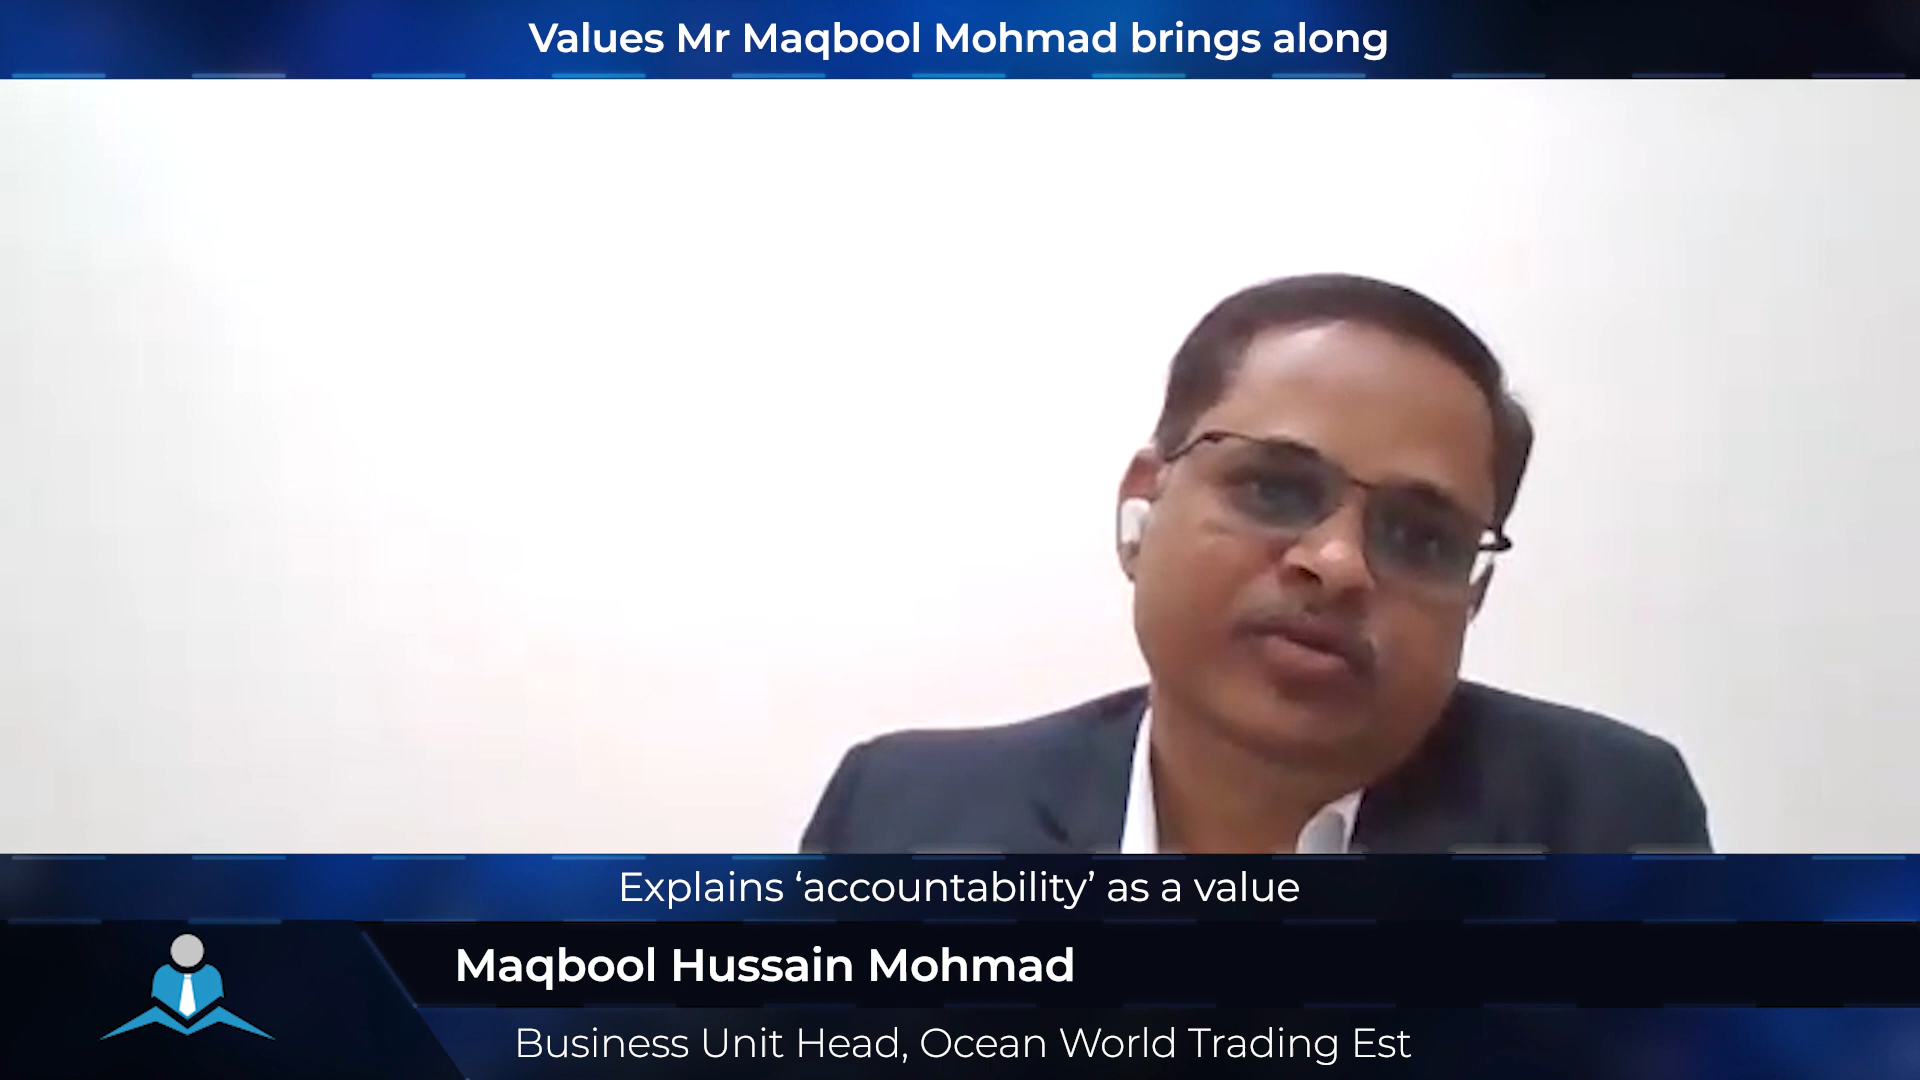 Values Mr Maqbool Mohmad brings along
Explains ‘accountability’ as a value
Maqbool Hussain Mohmad
Business Unit Head, Ocean World Trading Est